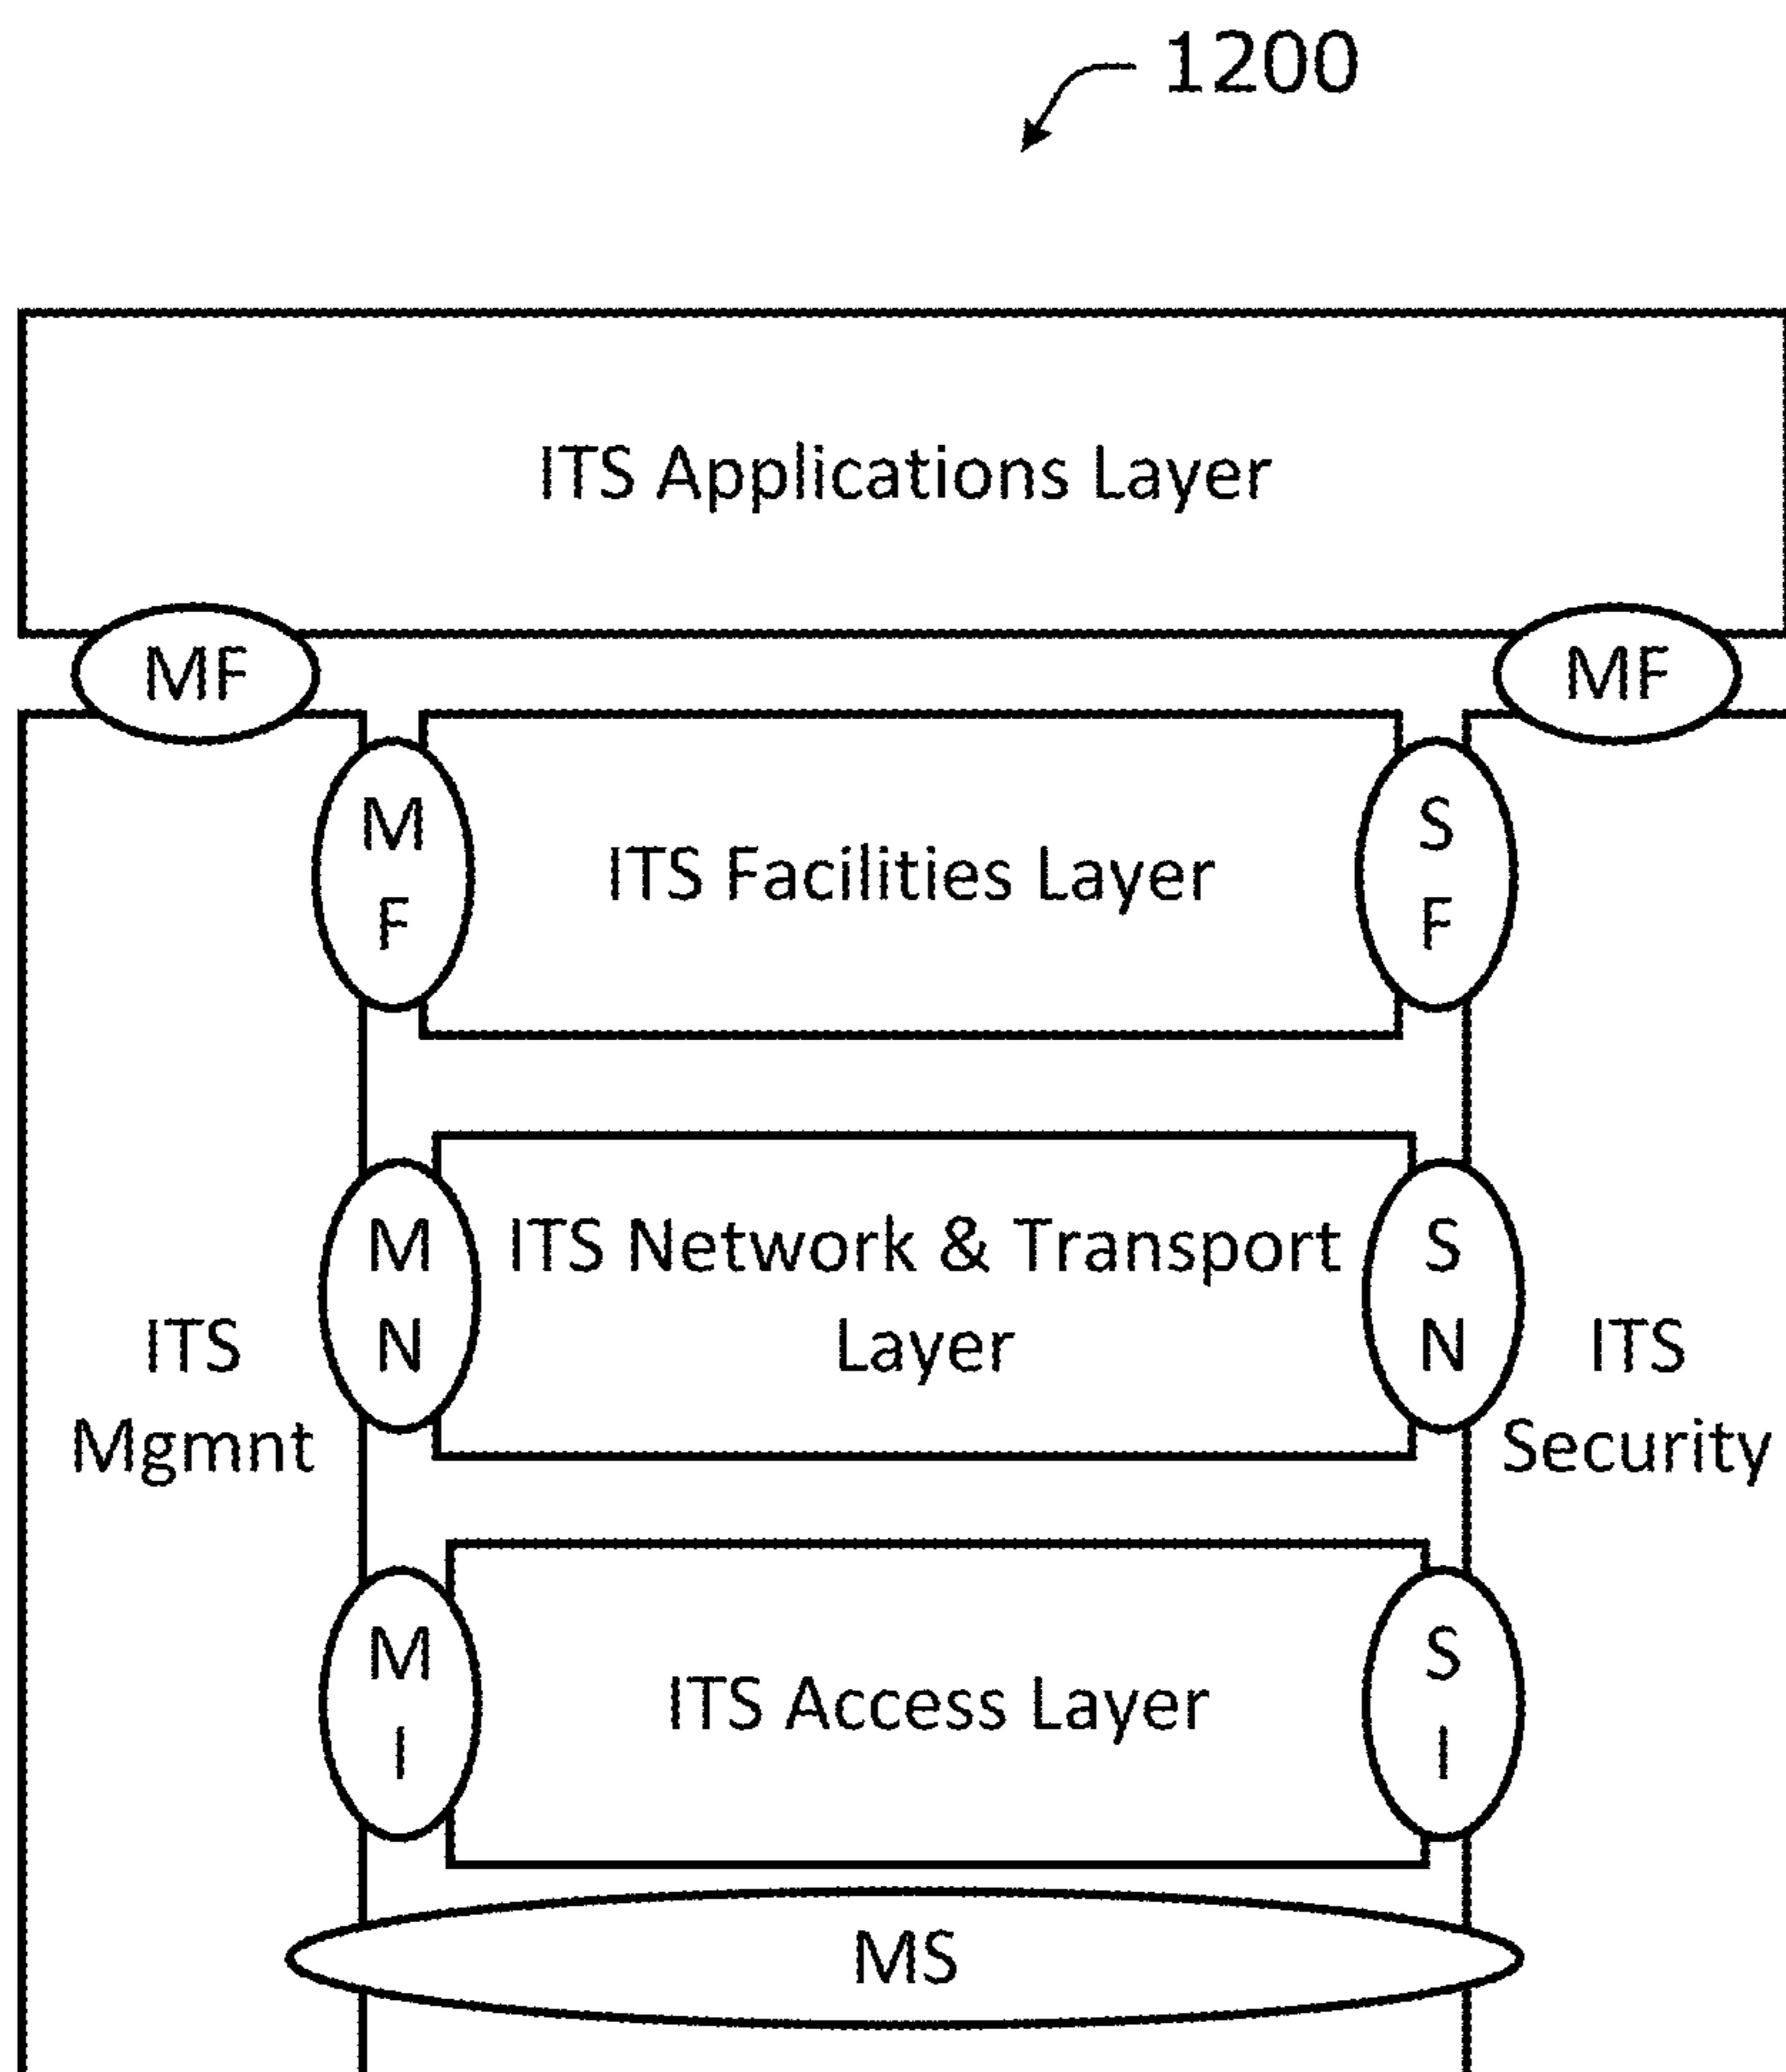 1200
ITS Applications Layer
MF
MF
M
F
ITS Facilities Layer
S
F
M
N
ITS Network & Transport
Layer
S
N
ITS
Mgmnt
ITS
Security
M
I
ITS Access Layer
S
I
MS